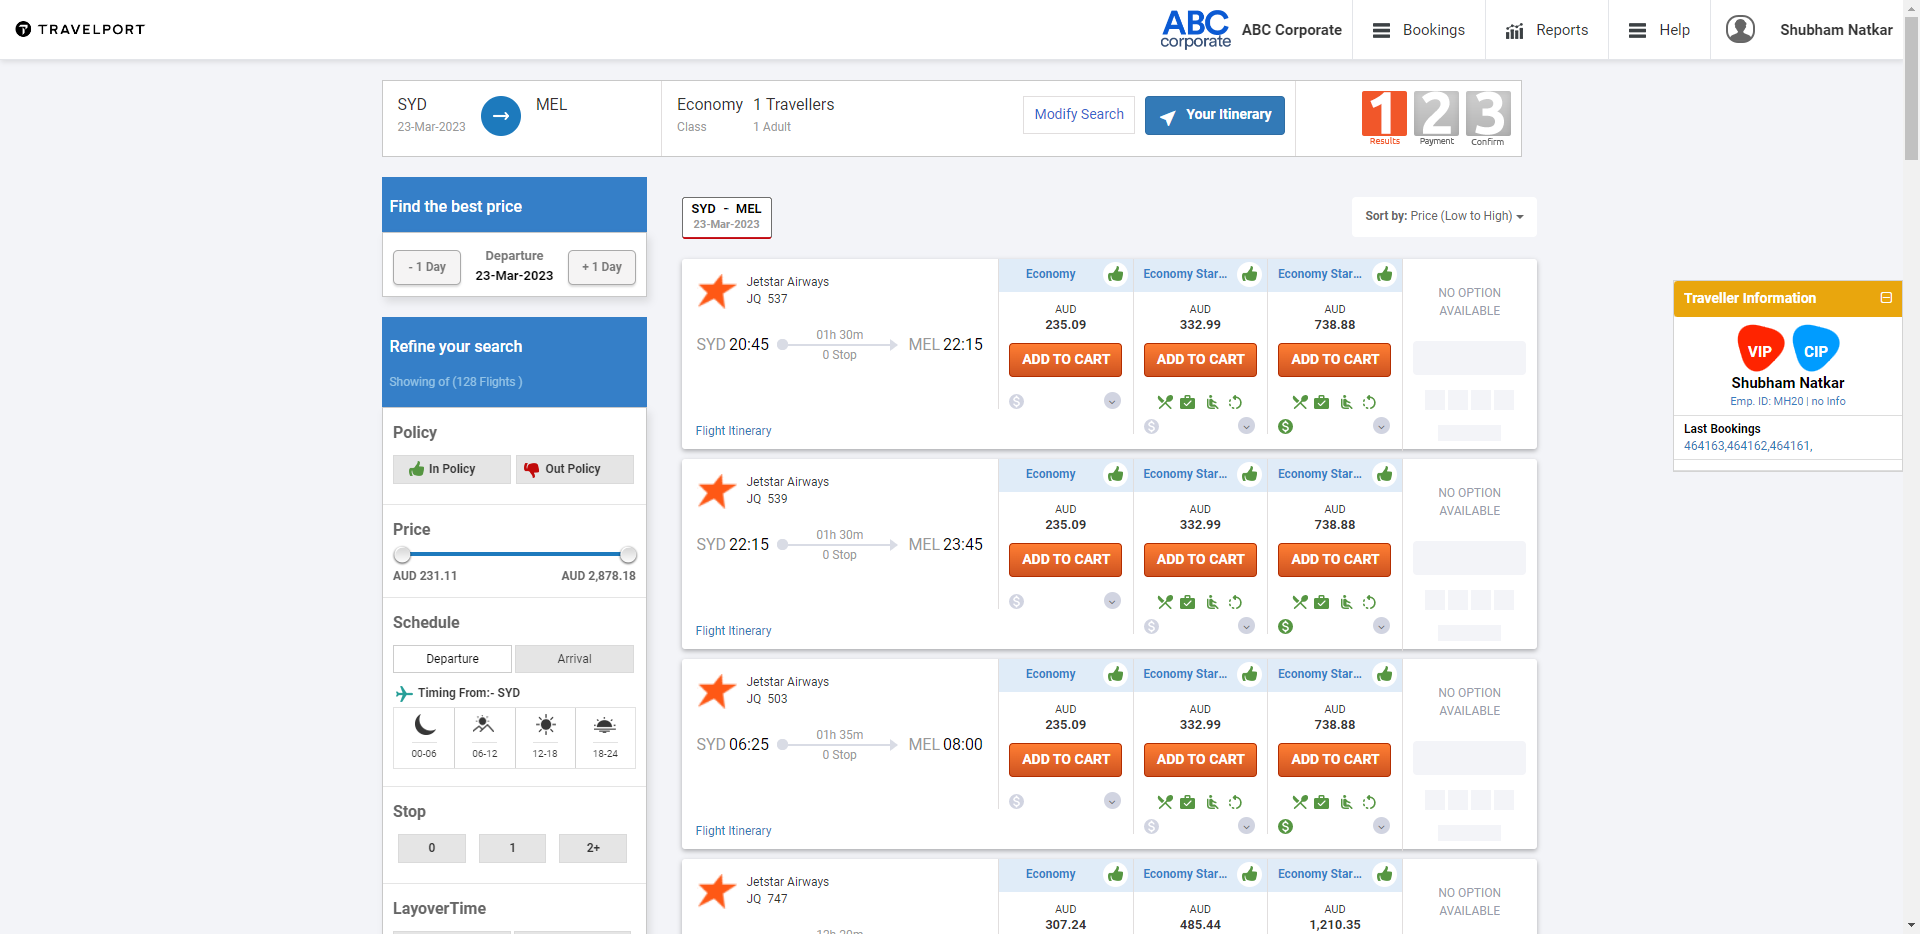 TRAVELPORT
ABC
corporate
ABC Corporate
Bookings
Reports
Help
Shubham Natkar
SYD
23-Mar-2023
MEL
Economy
Class
1 Travellers
1 Adult
Modify Search
Your Itinerary
1
Results
2
Payment
3
Confirm
Find the best price
- 1 Day
Departure
23-Mar-2023
+ 1 Day
Refine your search
Showing of (128 Flights )
Policy
In Policy
Out Policy
Price
AUD 231.11
AUD 2,878.18
Schedule
Departure
Arrival
Timing From:- SYD
00-06
06-12
12-18
18-24
Stop
0
1
2+
LayoverTime
SYD - MEL
23-Mar-2023
Sort by: Price (Low to High)
Jetstar Airways
JQ 537
SYD 20:45
01h 30m
0 Stop
MEL 22:15
Flight Itinerary
Economy
AUD
235.09
ADD TO CART
Economy Star...
AUD
332.99
ADD TO CART
Economy Star...
AUD
738.88
ADD TO CART
NO OPTION
AVAILABLE
Jetstar Airways
JQ 539
SYD 22:15
01h 30m
0 Stop
MEL 23:45
Flight Itinerary
Economy
AUD
235.09
ADD TO CART
Economy Star...
AUD
332.99
ADD TO CART
Economy Star...
AUD
738.88
ADD TO CART
NO OPTION
AVAILABLE
Jetstar Airways
JQ 503
SYD 06:25
01h 35m
0 Stop
MEL 08:00
Flight Itinerary
Economy
AUD
235.09
ADD TO CART
Economy Star...
AUD
332.99
ADD TO CART
Economy Star...
AUD
738.88
ADD TO CART
NO OPTION
AVAILABLE
Jetstar Airways
JQ 747
Economy
AUD
307.24
Economy Star...
AUD
485.44
Economy Star...
AUD
1,210.35
NO OPTION
AVAILABLE
Traveller Information
VIP
CIP
Shubham Natkar
Emp. ID: MH20 | no Info
Last Bookings
464163,464162,464161,